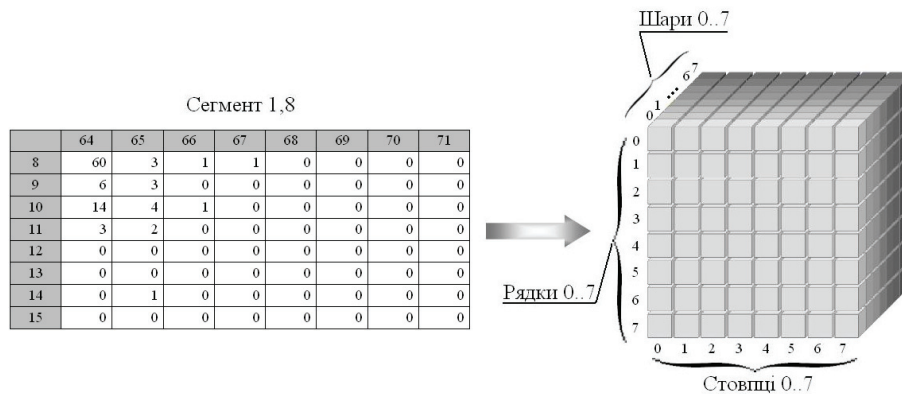 Шари 0..7
0 1 ... 6 7
Сегмент 1,8
64 65 66 67 68 69 70 71
8 60 3 1 1 0 0 0 0
9 6 3 0 0 0 0 0 0
10 14 4 1 0 0 0 0 0
11 3 2 0 0 0 0 0 0
12 0 0 0 0 0 0 0 0
13 0 0 0 0 0 0 0 0
14 0 1 0 0 0 0 0 0
15 0 0 0 0 0 0 0 0
0
1
2
3
4
5
6
7
Рядки 0..7
0 1 2 3 4 5 6 7
Стовпці 0..7